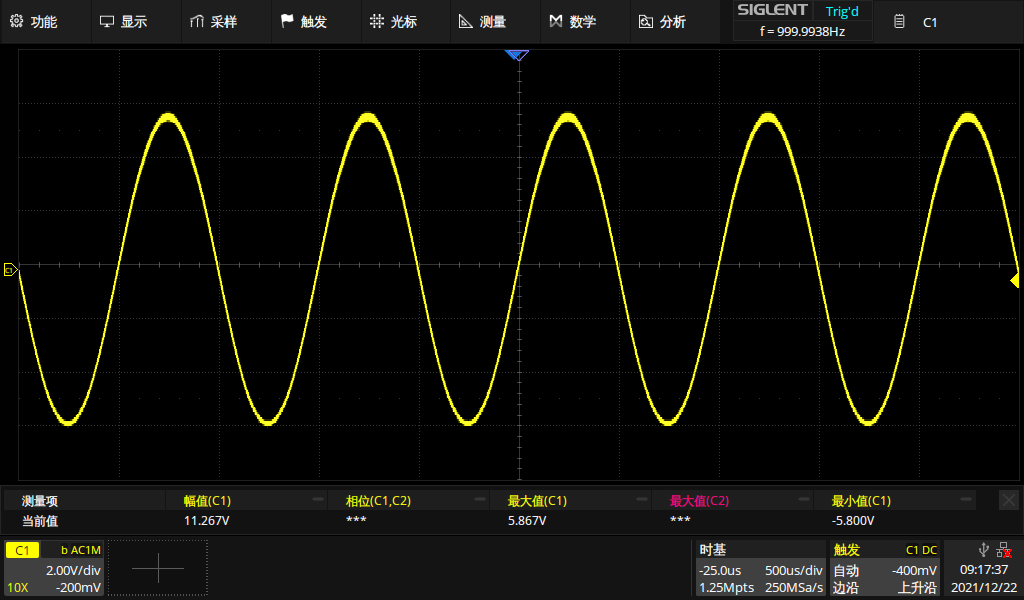 功能 显示 采样 触发 光标 测量 数学 分析 SIGLENT Trig'd C1
f = 999.9938Hz
C1
测量项 幅值(C1) 相位(C1,C2) 最大值(C1) 最大值(C2) 最小值(C1)
当前值 11.267V *** 5.867V *** -5.800V
C1 b AC1M 时基 触发 C1 DC
2.00V/div -25.0us 500us/div 自动 -400mV 09:17:37
10X -200mV 1.25Mpts 250MSa/s 边沿 上升沿 2021/12/22